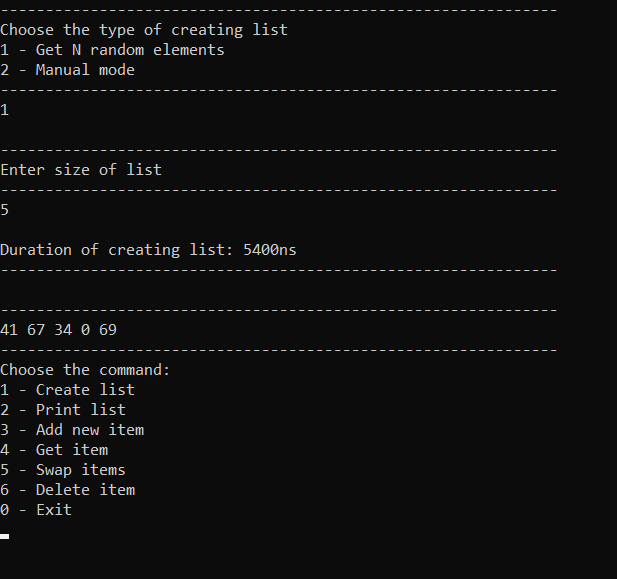 --------------------------------------------------------------
Choose the type of creating list
1 - Get N random elements
2 - Manual mode
--------------------------------------------------------------
1
--------------------------------------------------------------
Enter size of list
--------------------------------------------------------------
5
Duration of creating list: 5400ns
--------------------------------------------------------------
--------------------------------------------------------------
41 67 34 0 69
--------------------------------------------------------------
Choose the command:
1 - Create list
2 - Print list
3 - Add new item
4 - Get item
5 - Swap items
6 - Delete item
0 - Exit